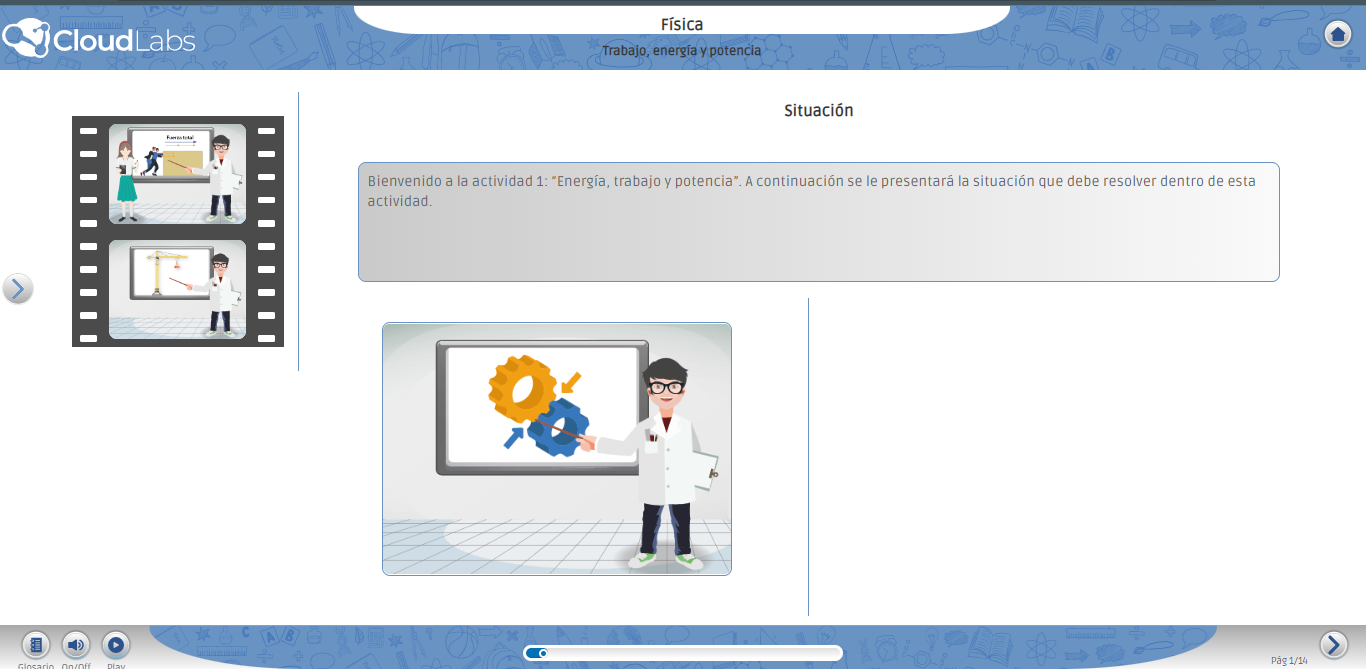 CloudLabs
Física
Trabajo, energía y potencia
Situación
Fuerza total
Bienvenido a la actividad 1: “Energía, trabajo y potencia”. A continuación se le presentará la situación que debe resolver dentro de esta
actividad.
Glosario On/Off Play
Pág 1/14